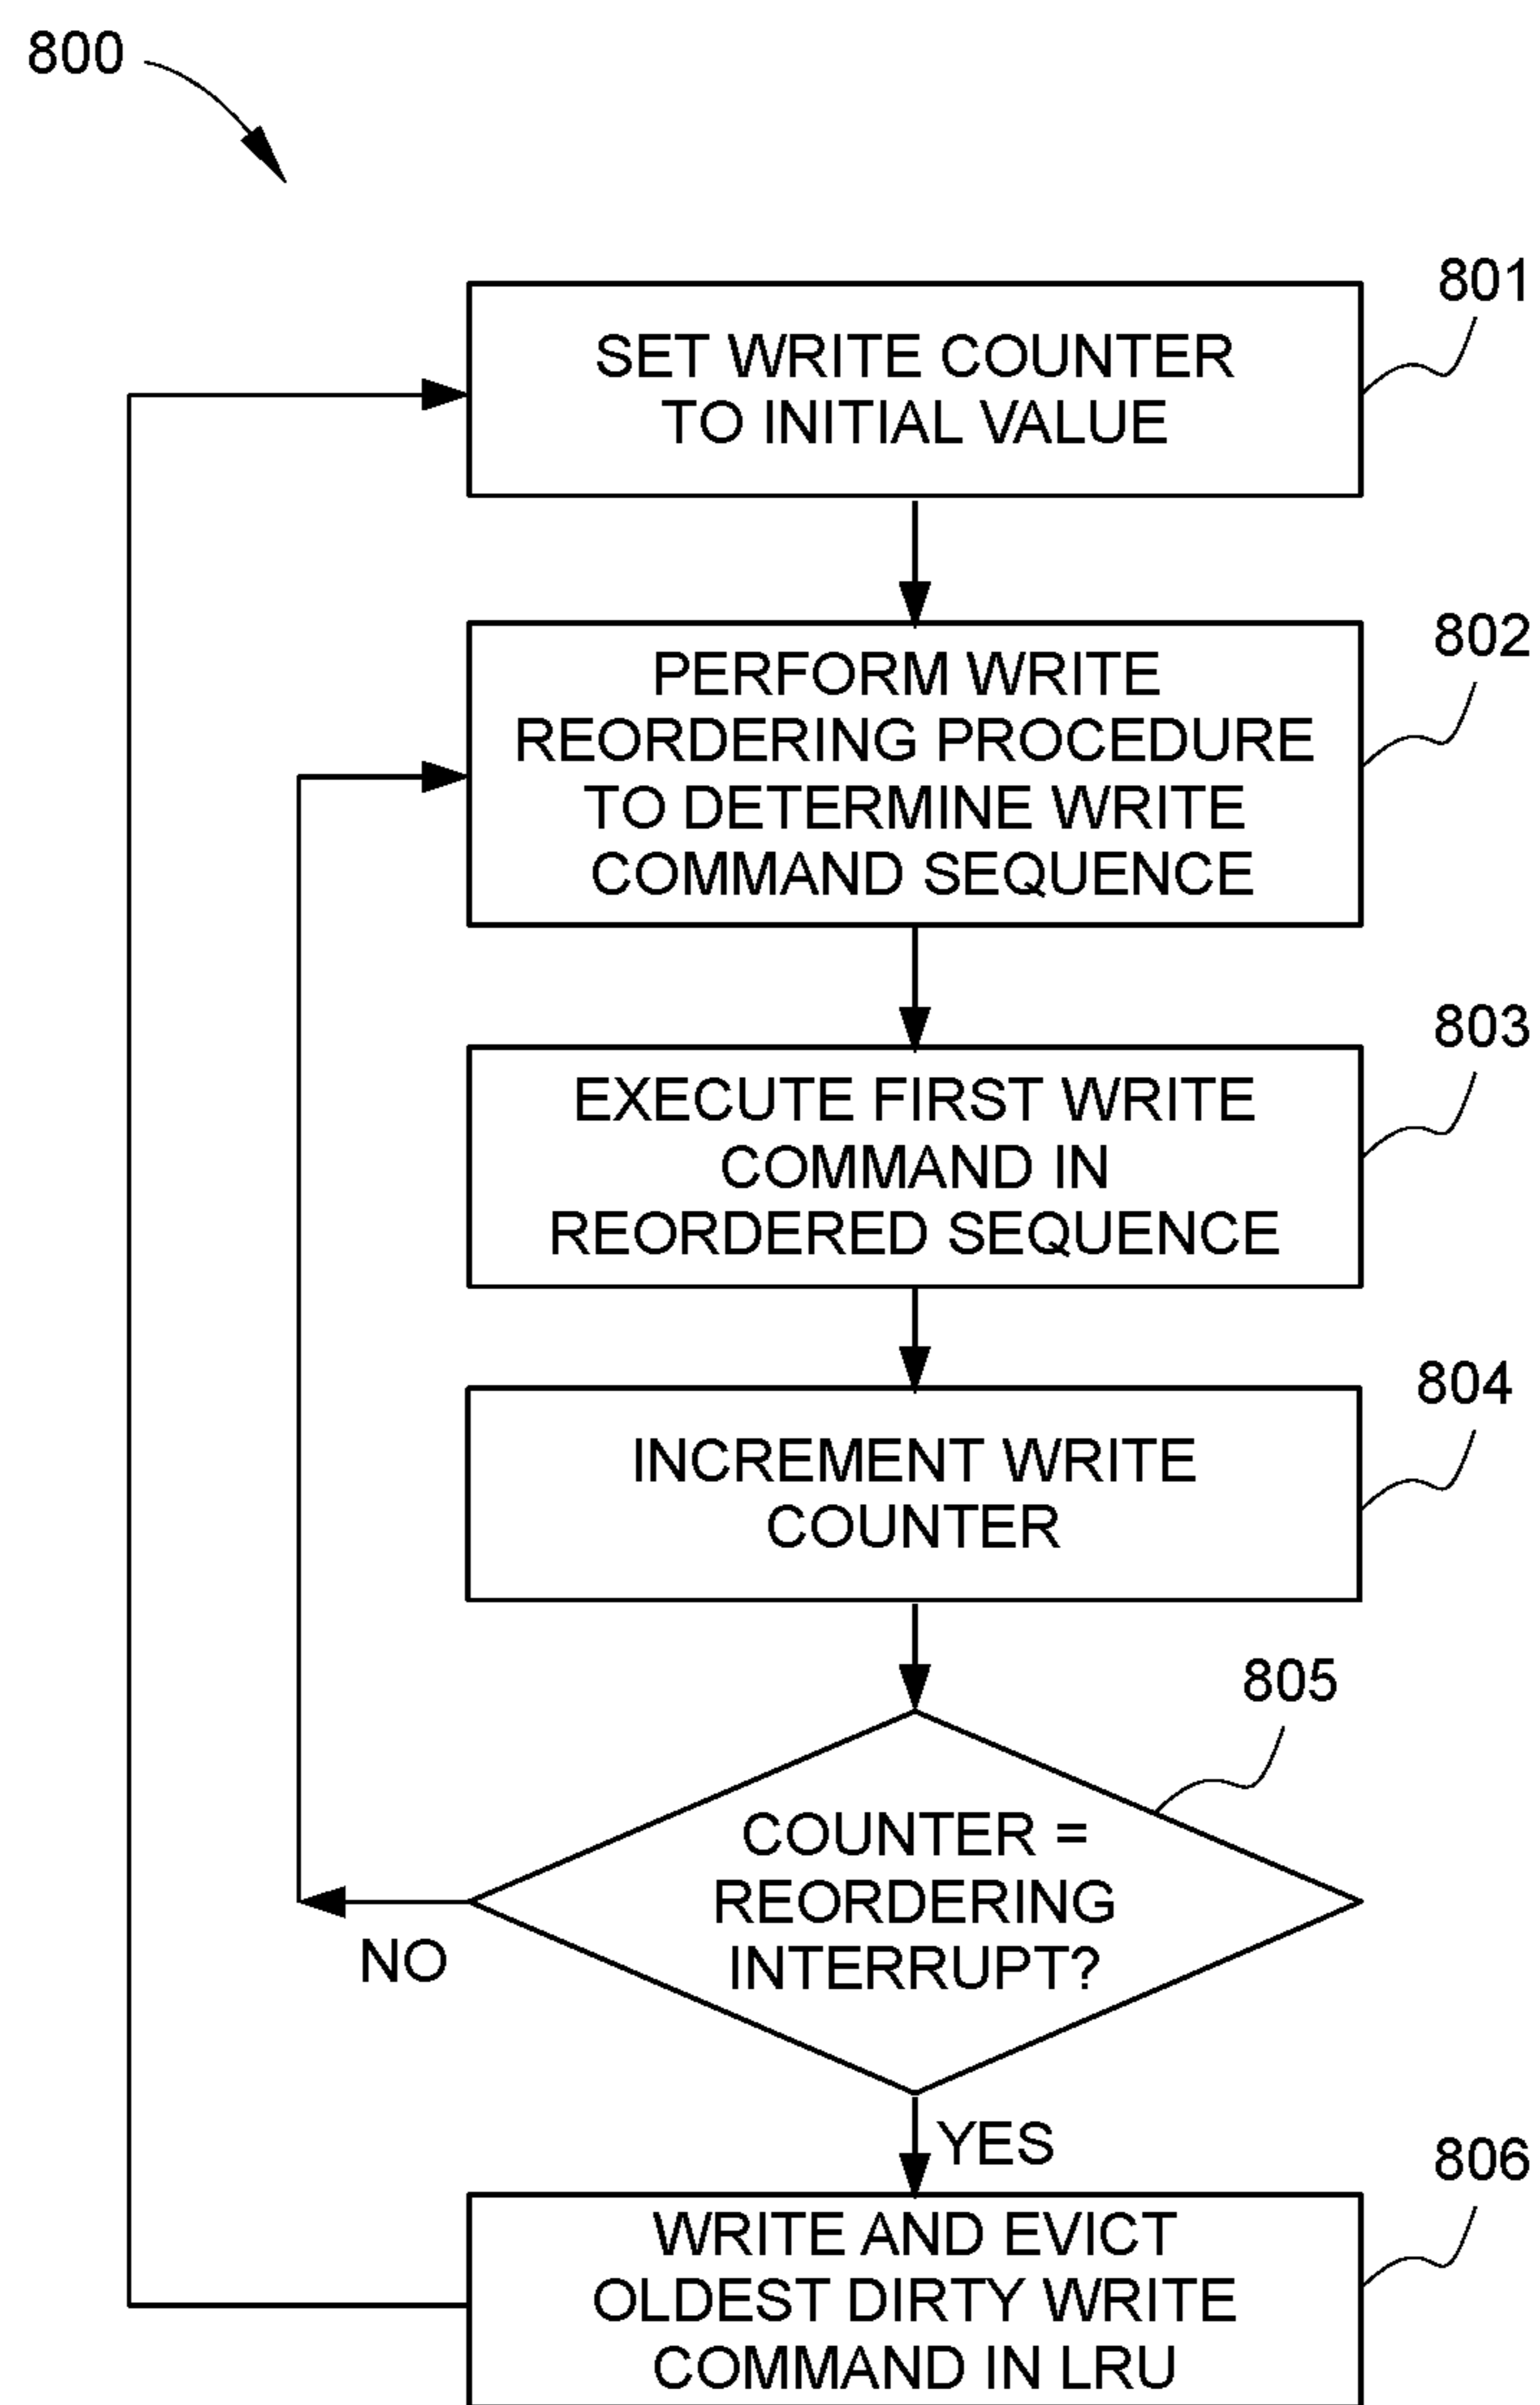 800
801
SET WRITE COUNTER
TO INITIAL VALUE
802
PERFORM WRITE
REORDERING PROCEDURE
TO DETERMINE WRITE
COMMAND SEQUENCE
803
EXECUTE FIRST WRITE
COMMAND IN
REORDERED SEQUENCE
804
INCREMENT WRITE
COUNTER
805
COUNTER =
REORDERING
INTERRUPT?
NO
YES
806
WRITE AND EVICT
OLDEST DIRTY WRITE
COMMAND IN LRU